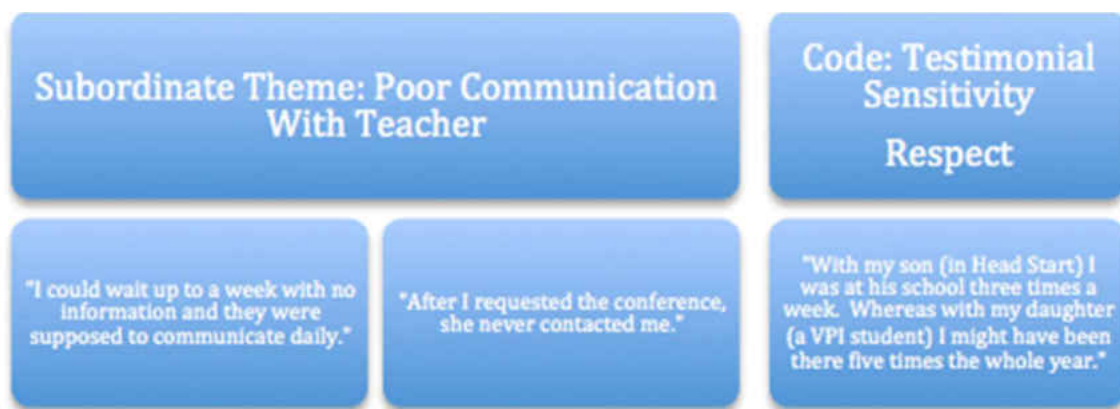 Subordinate Theme: Poor Communication
With Teacher
Code: Testimonial
Sensitivity
Respect
"I could wait up to a week with no
information and they were
supposed to communicate daily."
"After I requested the conference,
she never contacted me."
"With my son (in Head Start) I
was at his school three times a
week. Whereas with my daughter
(a VPI student) I might have been
there five times the whole year."